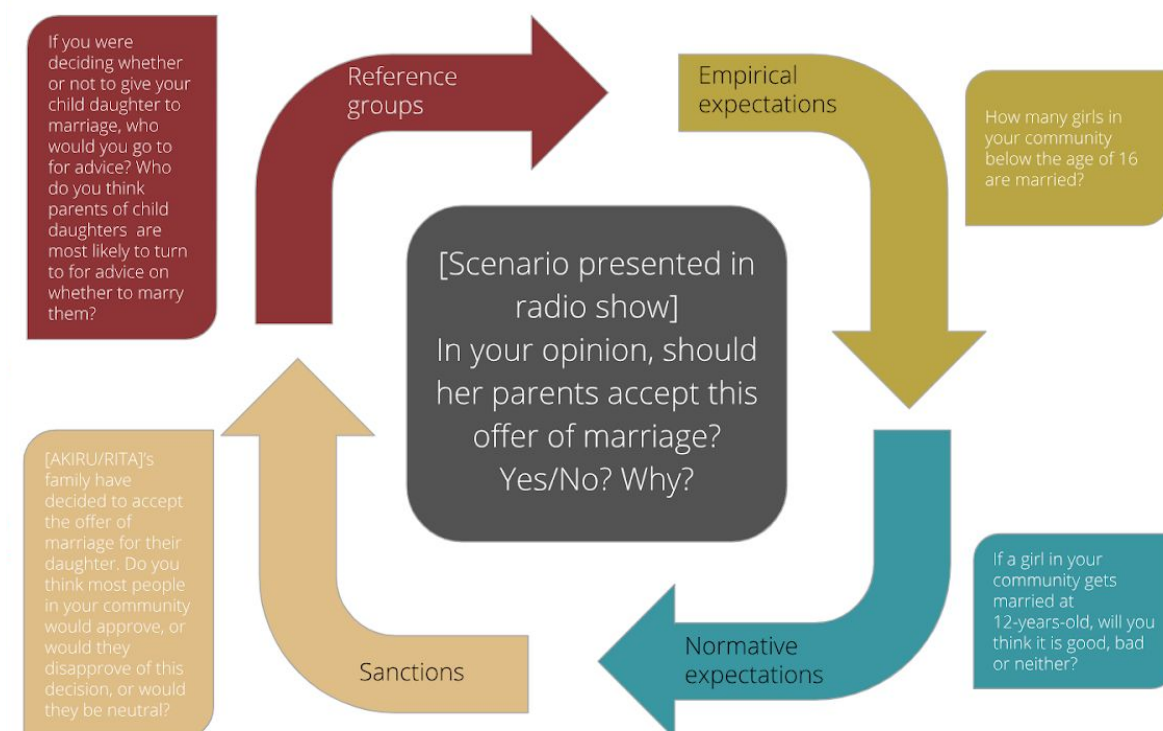 If you were
deciding whether
or not to give your
child daughter to
marriage, who
would you go to
for advice? Who
do you think
parents of child
daughters are
most likely to turn
to for advice on
whether to marry
them?
Reference
groups
Empirical
expectations
How many girls in
your community
below the age of 16
are married?
[Scenario presented in
radio show]
In your opinion, should
her parents accept this
offer of marriage?
Yes/No? Why?
[AKIRU/RITA]'s
family have
decided to accept
the offer of
marriage for their
daughter. Do you
think most people
in your community
would approve, or
would they
disapprove of this
decision, or would
they be neutral?
Sanctions
Normative
expectations
If a girl in your
community gets
married at
12-years-old, will you
think it is good, bad
or neither?